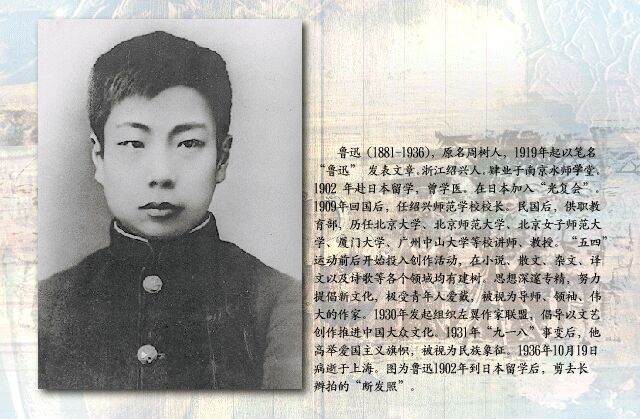 鲁迅（1881-1936），原名周树人，1919年起以笔名
“鲁迅” 发表文章.浙江绍兴人.肄业于南京水师学堂、
1902 年赴日本留学，曾学医。在日本加入“光复会”。
1909年回国后，任绍兴师范学校校长。民国后，供职教
育部，历任北京大学、北京师范大学、北京女子师范大
学、厦门大学、广州中山大学等校讲师、教授。“五四”
运动前后开始投入创作活动，在小说、散文、杂文、译
文以及诗歌等各个领域均有建树。思想深邃专精，努力
提倡新文化，极受青年人爱戴，被视为导师、领袖、伟
大的作家。1930年发起组织左翼作家联盟，倡导以文艺
创作推进中国大众文化。1931年“九一八”事变后，他
高举爱国主义旗帜，被视为民族象征。1936年10月19日
病逝于上海。图为鲁迅1902年到日本留学后，剪去长
辫拍的“断发照”。